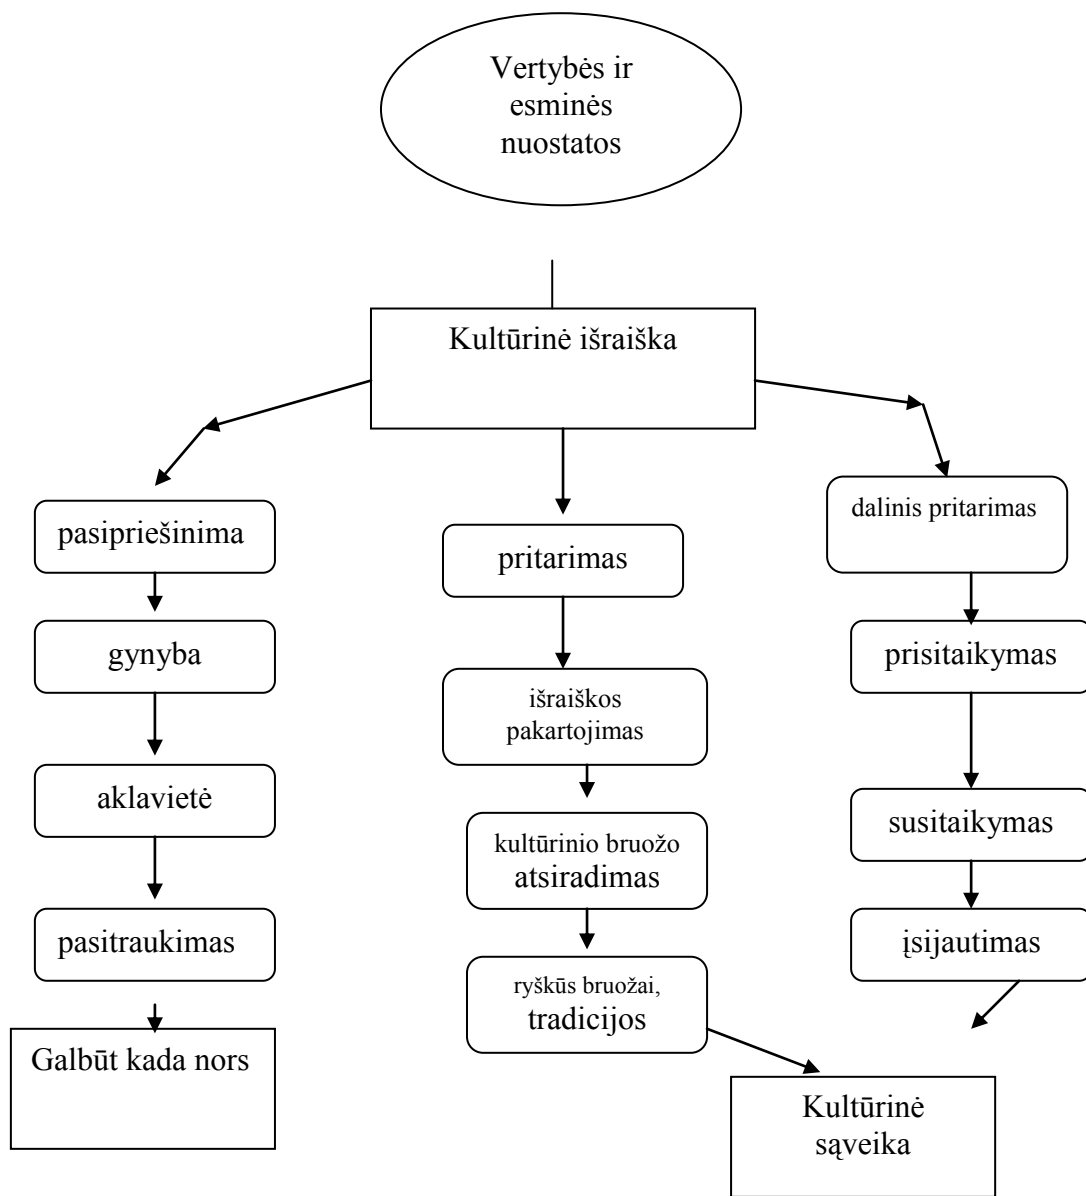 Vertybės ir
esminės
nuostatos
Kultūrinė išraiška
pasipriešinima
gynyba
aklavietė
pasitraukimas
Galbūt kada nors
pritarimas
išraiškos
pakartojimas
kultūrinio bruožo
atsiradimas
ryškūs bruožai,
tradicijos
dalinis pritarimas
prisitaikymas
susitaikymas
įsijautimas
Kultūrinė
sąveika